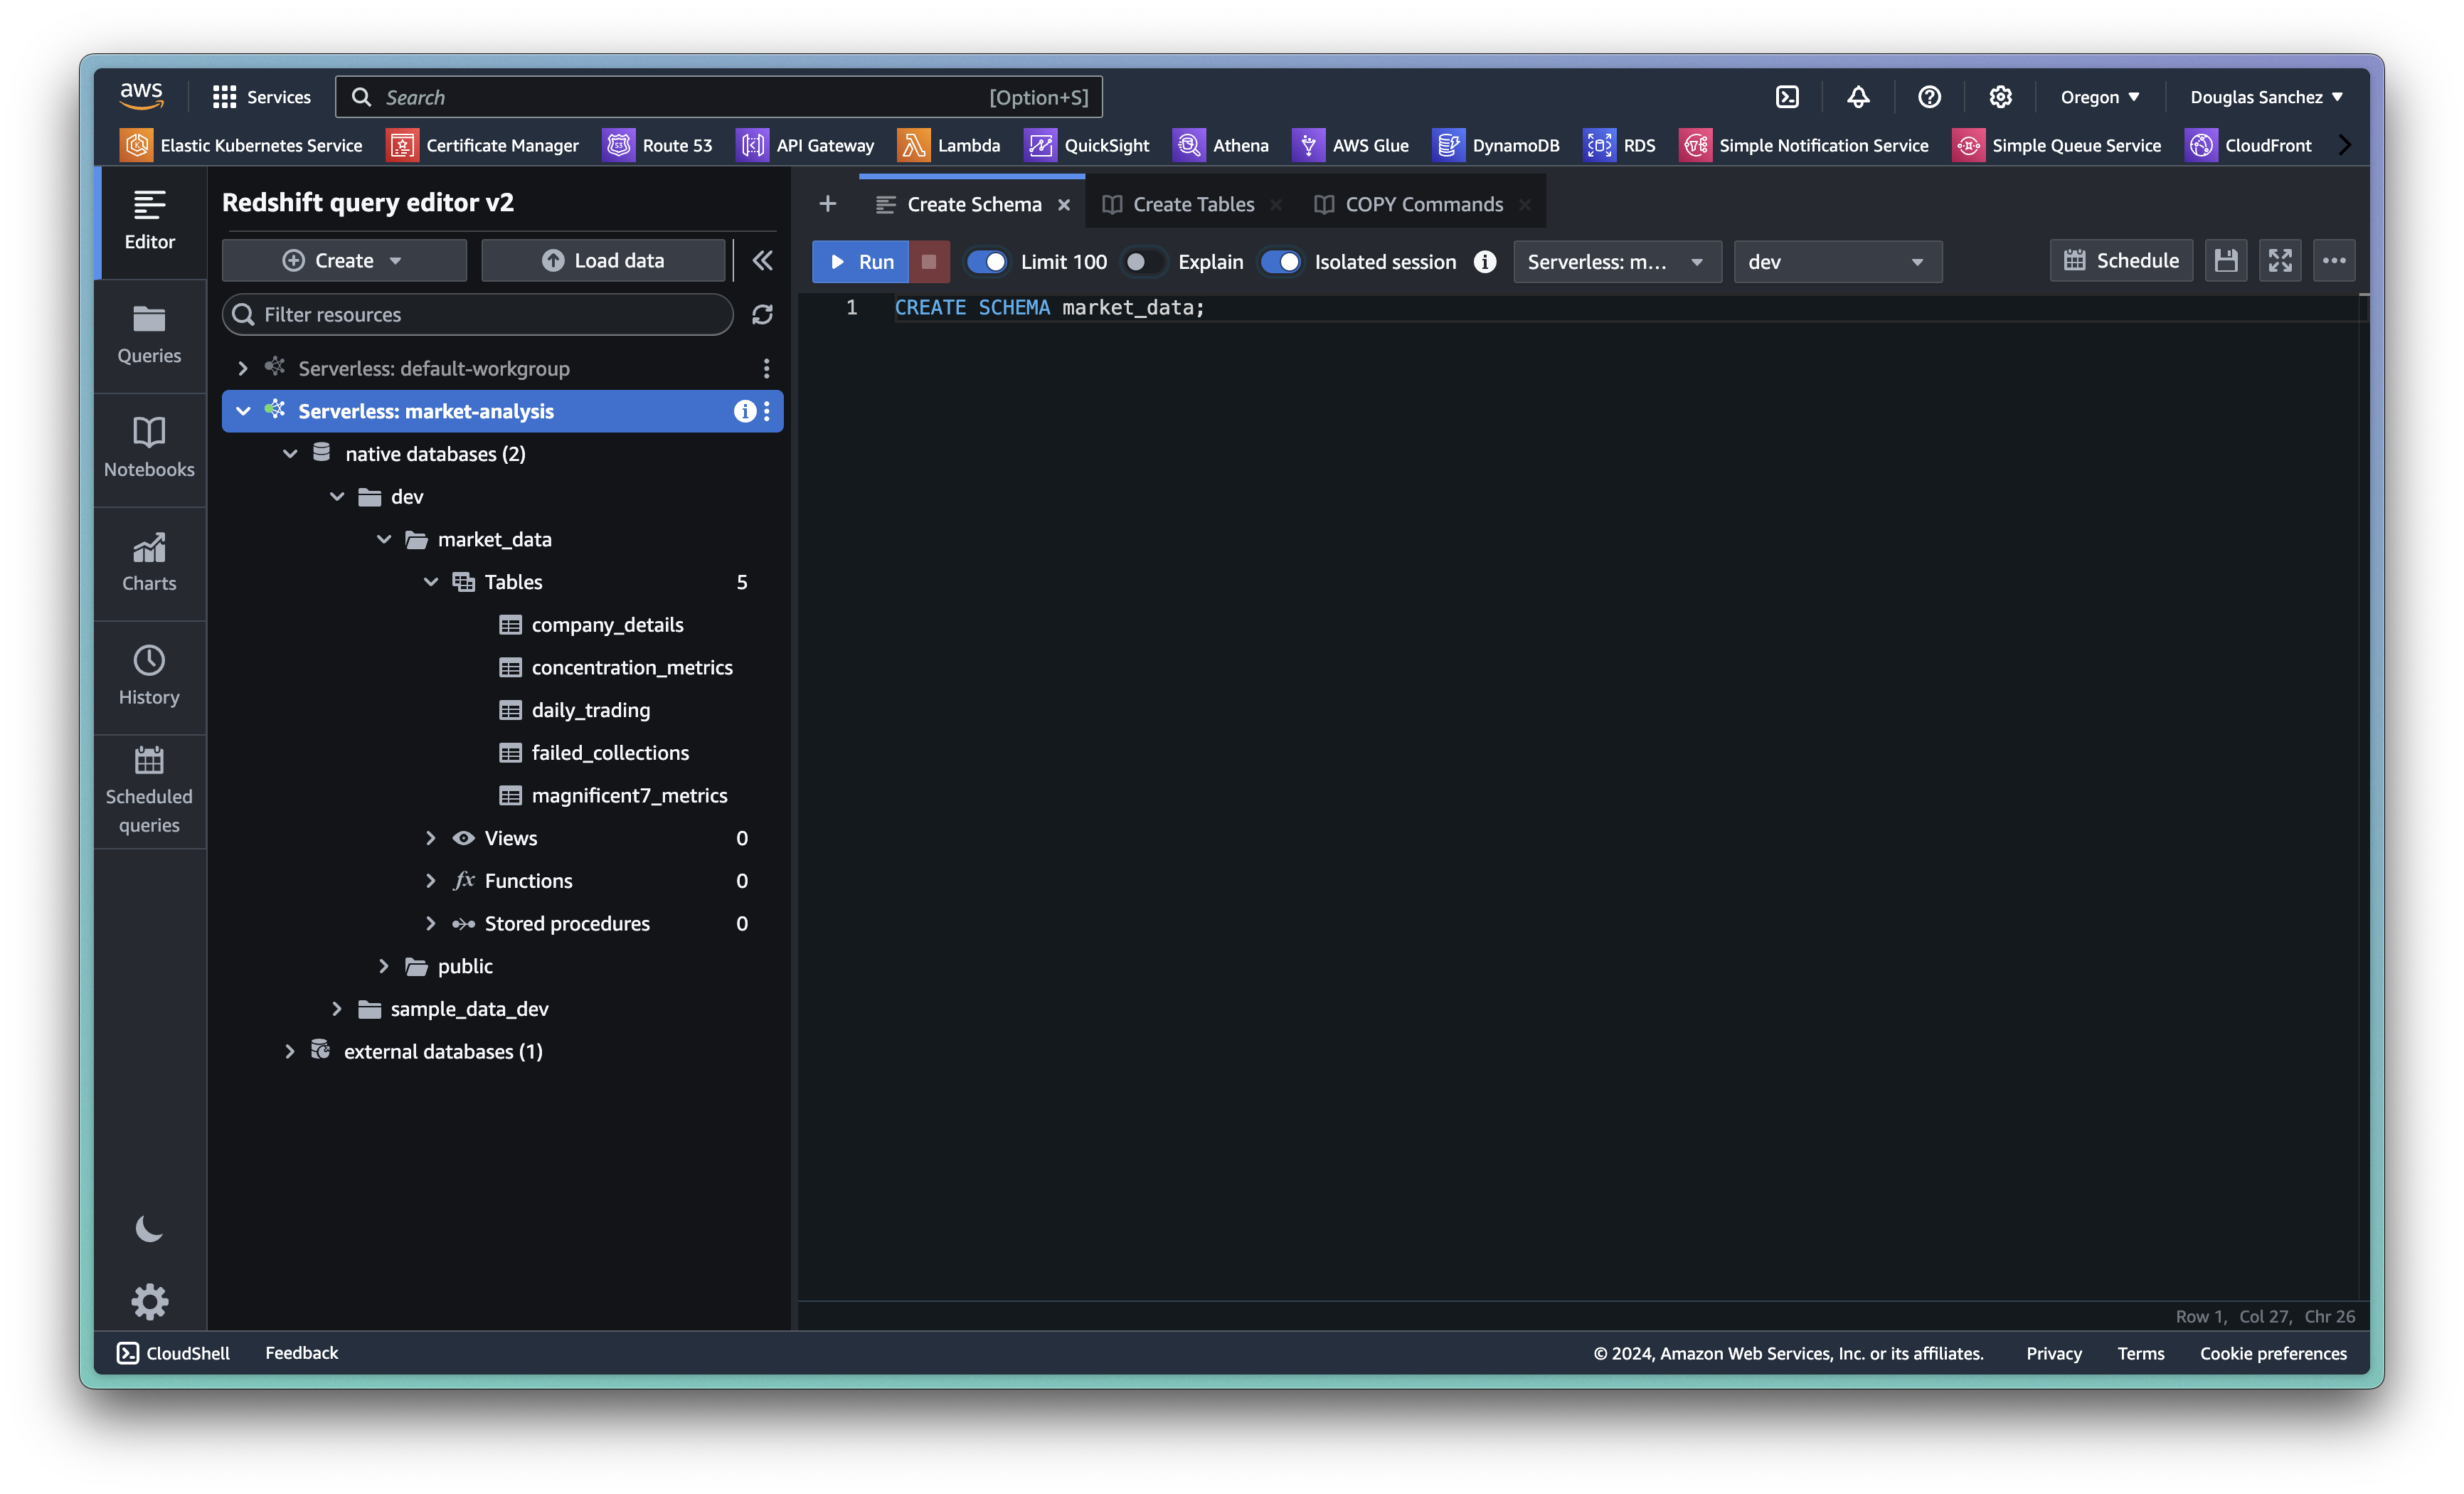 aws
Services
Search
[Option+S]
Oregon
Douglas Sanchez
Elastic Kubernetes Service
Certificate Manager
Route 53
API Gateway
Lambda
QuickSight
Athena
AWS Glue
DynamoDB
RDS
Simple Notification Service
Simple Queue Service
CloudFront
Editor
Queries
Notebooks
Charts
History
Scheduled
queries
Redshift query editor v2
Create
Load data
Filter resources
Serverless: default-workgroup
Serverless: market-analysis
native databases (2)
dev
market_data
Tables 5
company_details
concentration_metrics
daily_trading
failed_collections
magnificent7_metrics
Views 0
Functions 0
Stored procedures 0
public
sample_data_dev
external databases (1)
Create Schema
Create Tables
COPY Commands
Run
Limit 100
Explain
Isolated session
Serverless: m...
dev
Schedule
1 CREATE SCHEMA market_data;
Row 1, Col 27, Chr 26
CloudShell
Feedback
© 2024, Amazon Web Services, Inc. or its affiliates.
Privacy
Terms
Cookie preferences